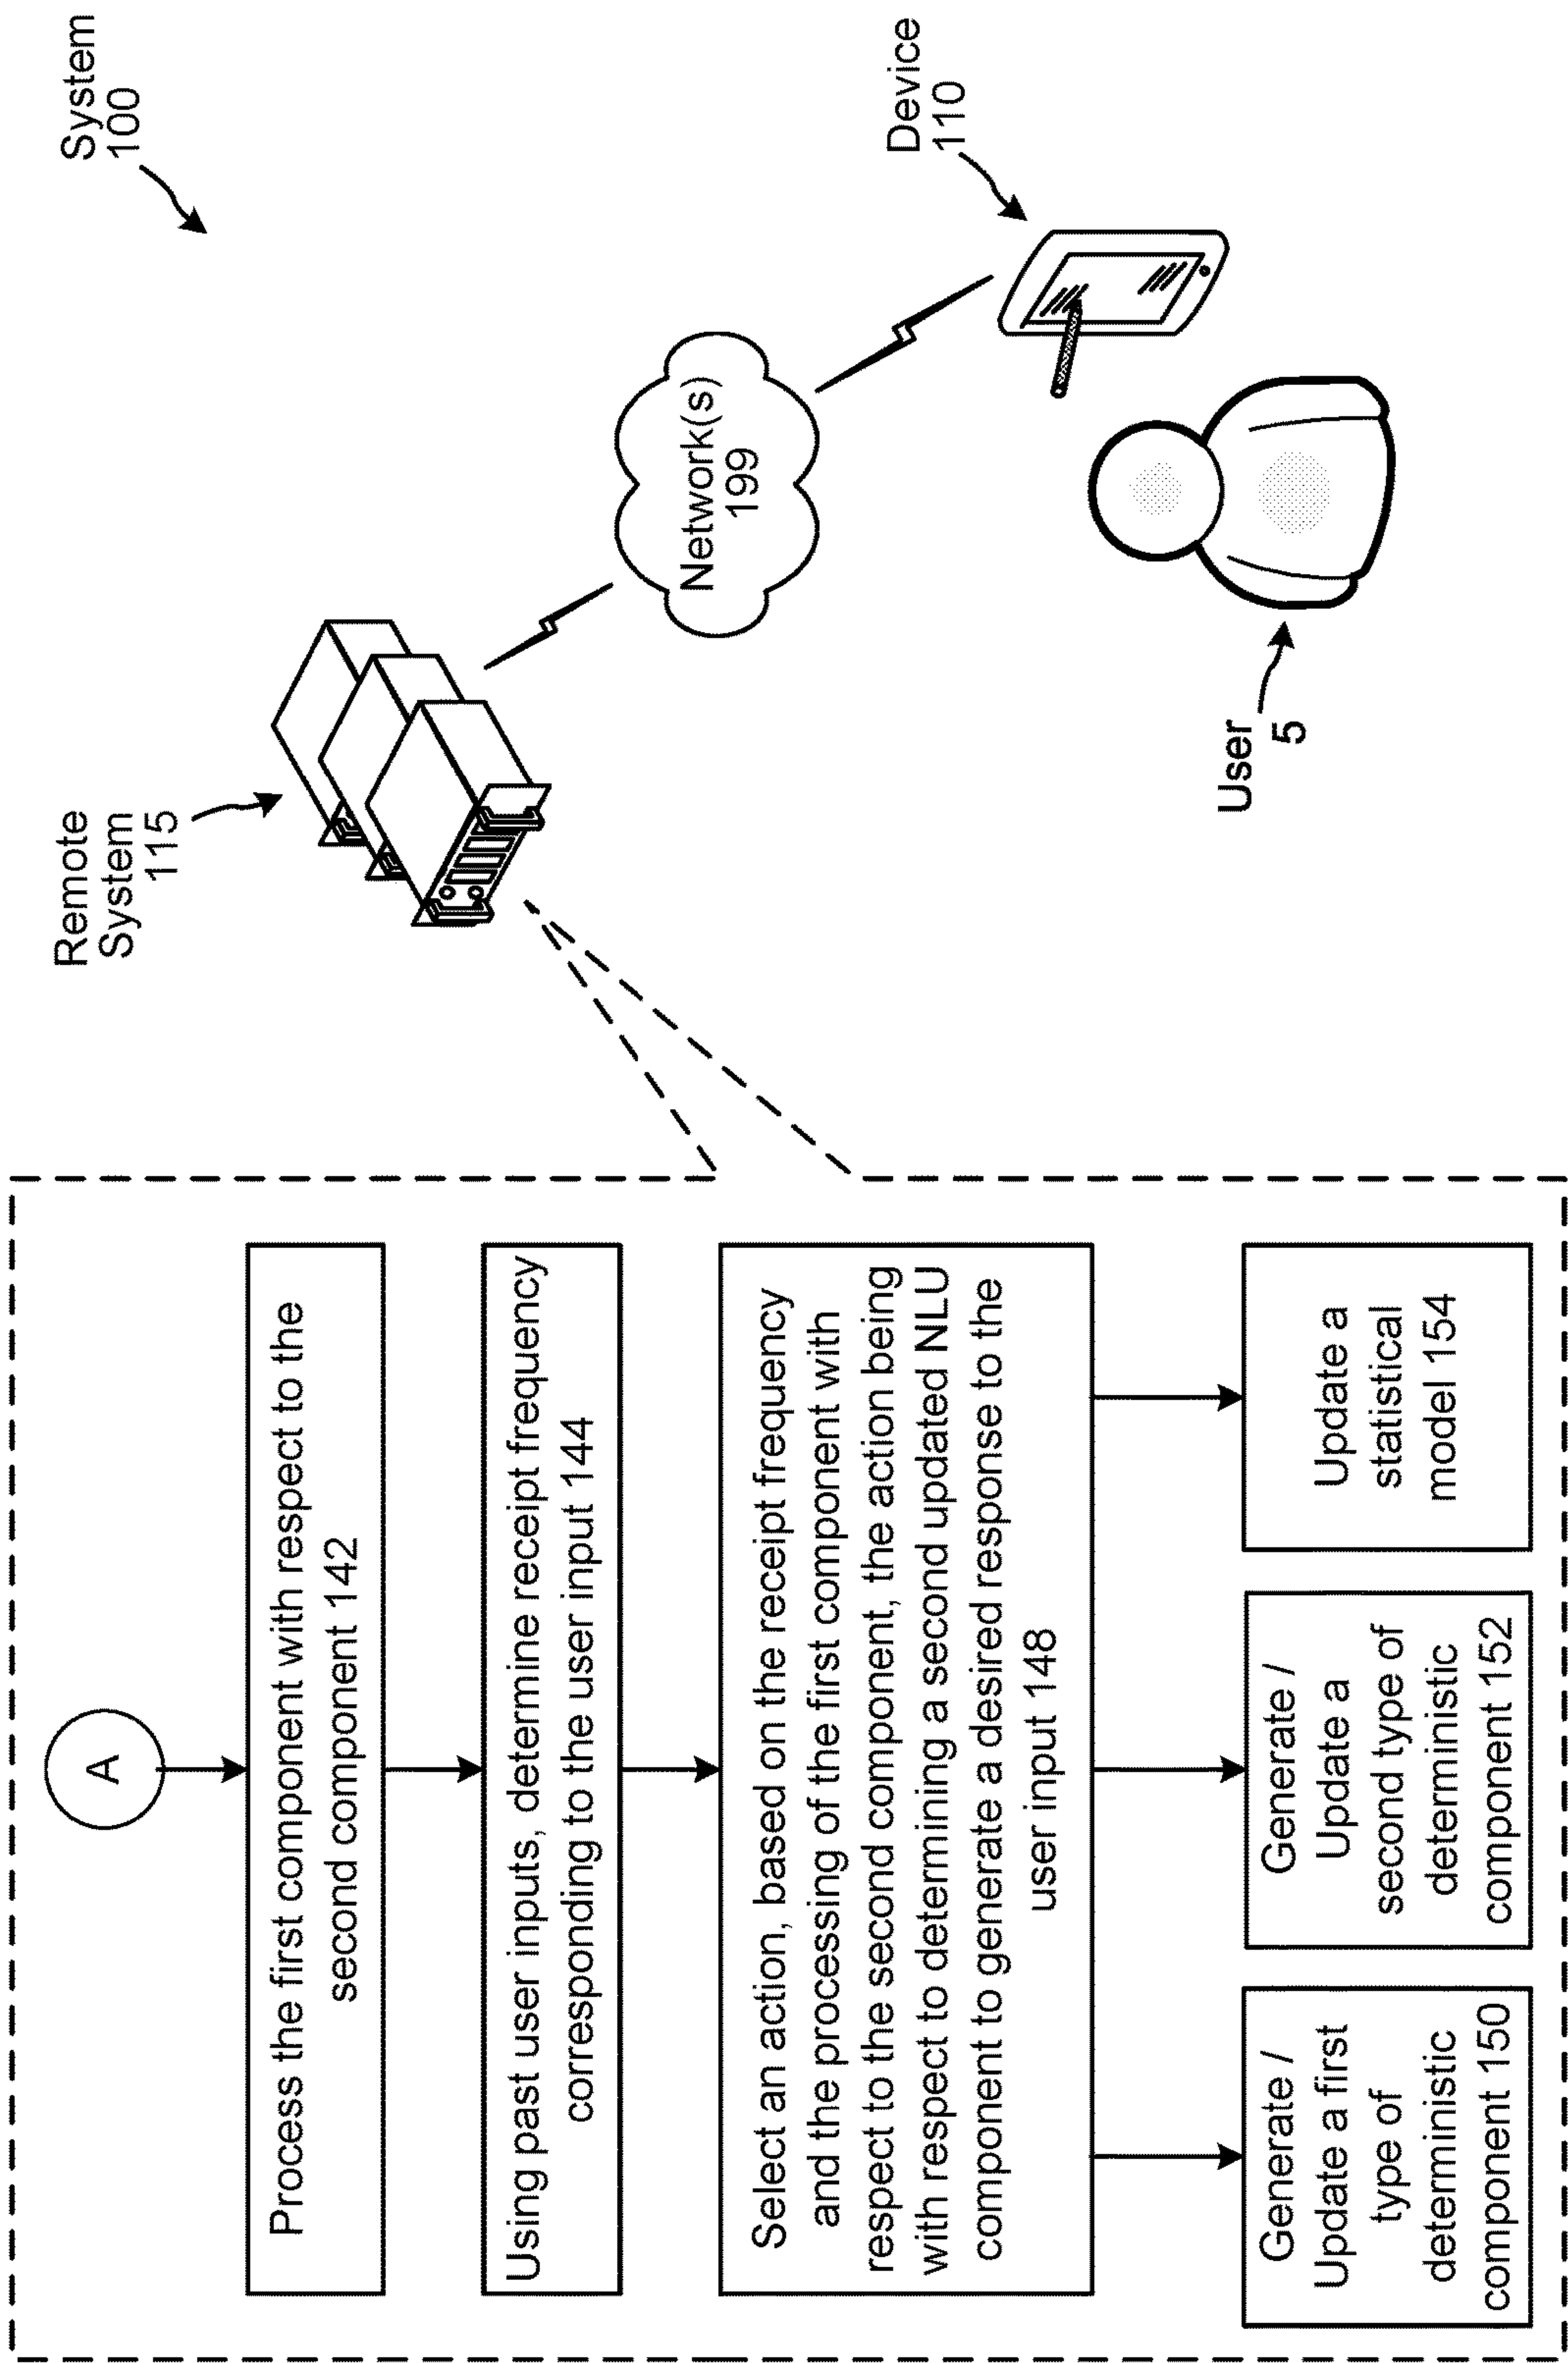 System
100
Remote
System
115
Network(s)
199
Device
110
User
5
A
Process the first component with respect to the
second component 142
Using past user inputs, determine receipt frequency
corresponding to the user input 144
Select an action, based on the receipt frequency
and the processing of the first component with
respect to the second component, the action being
with respect to determining a second updated NLU
component to generate a desired response to the
user input 148
Generate /
Update a first
type of
deterministic
component 150
Generate /
Update a
second type of
deterministic
component 152
Update a
statistical
model 154